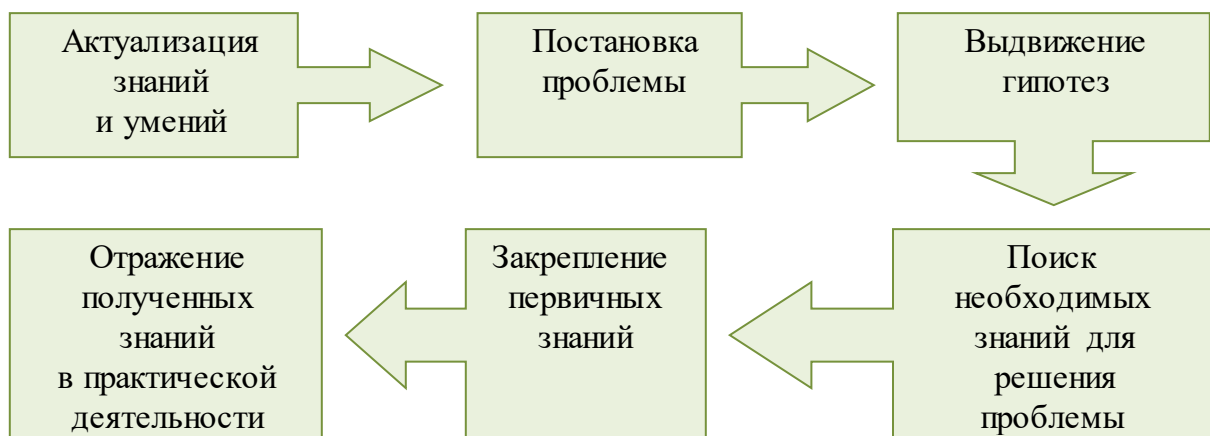 Актуализация
знаний
и умений
Постановка
проблемы
Выдвижение
гипотез
Поиск
необходимых
знаний для
решения
проблемы
Закрепление
первичных
знаний
Отражение
полученных
знаний
в практической
деятельности